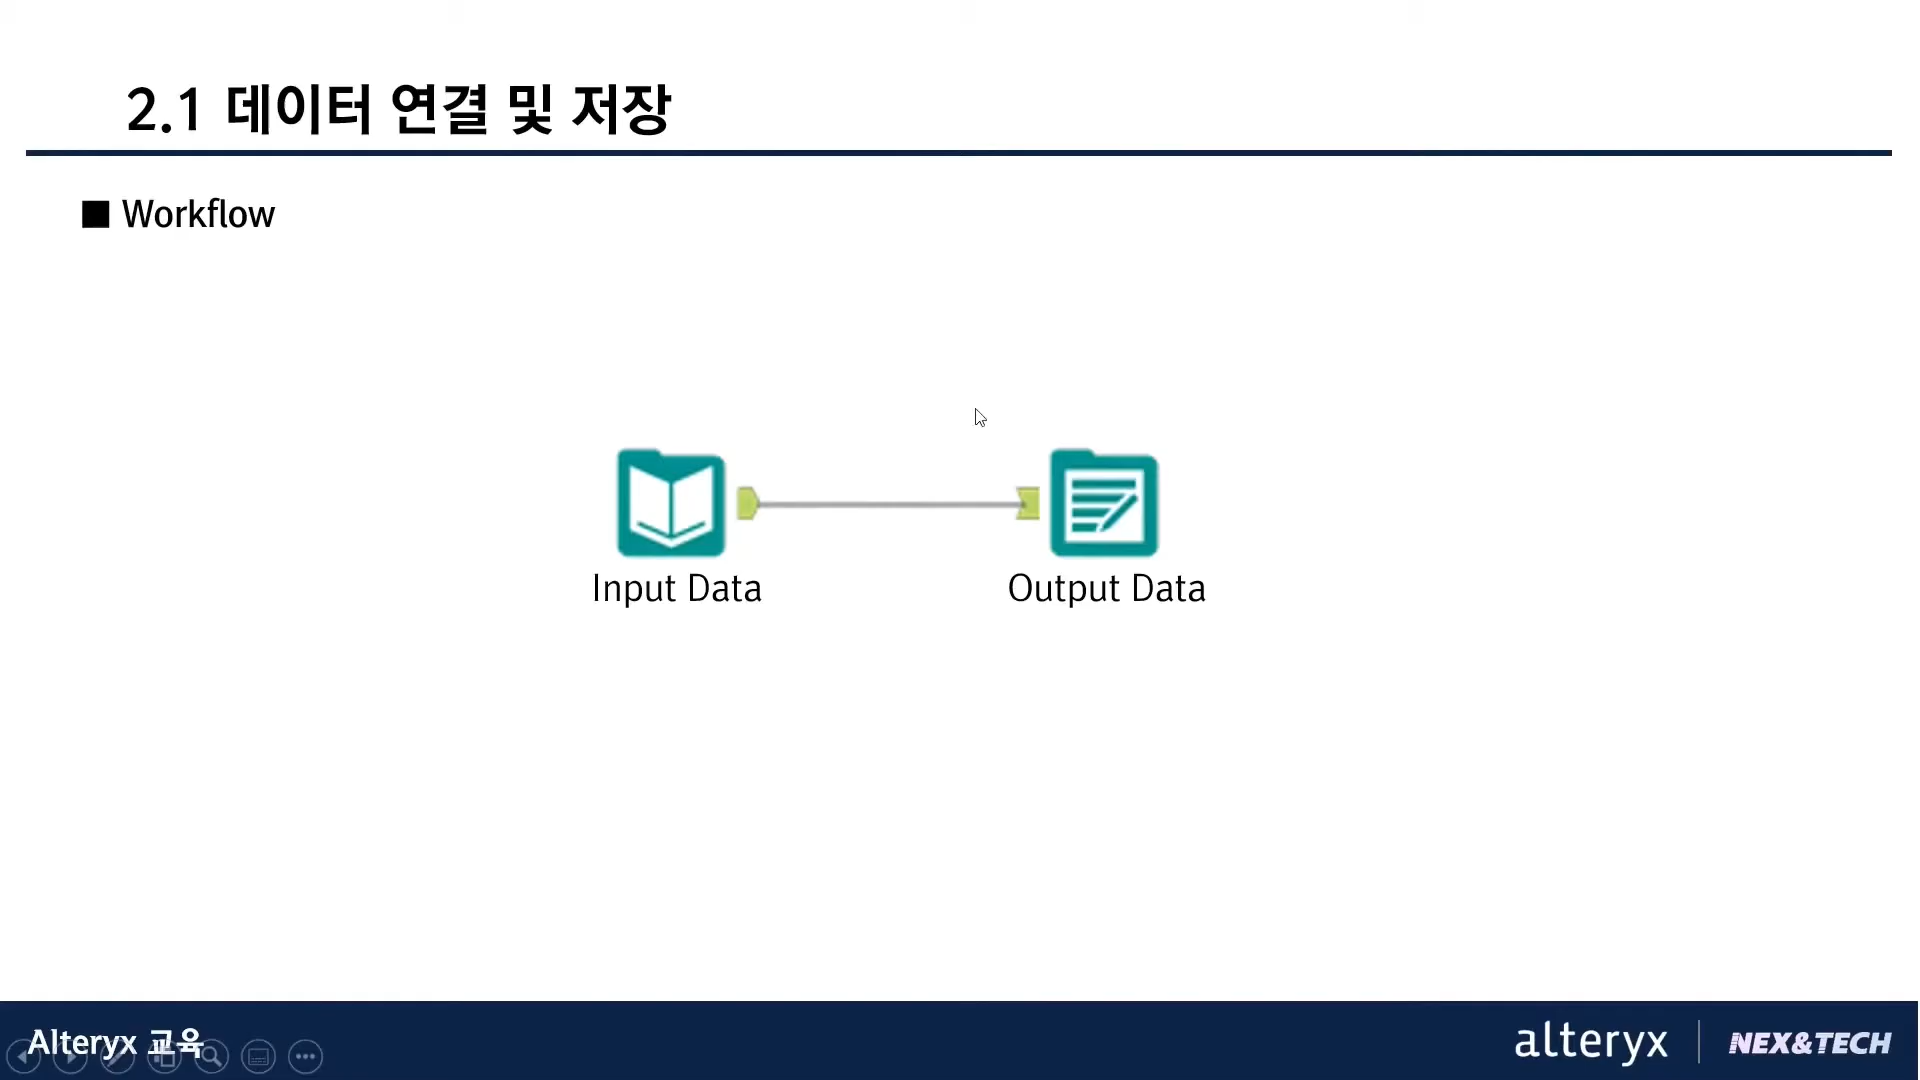 2.1 데이터 연결 및 저장
■ Workflow
Input Data
Output Data
Alteryx 교육
alteryx
NEX&TECH